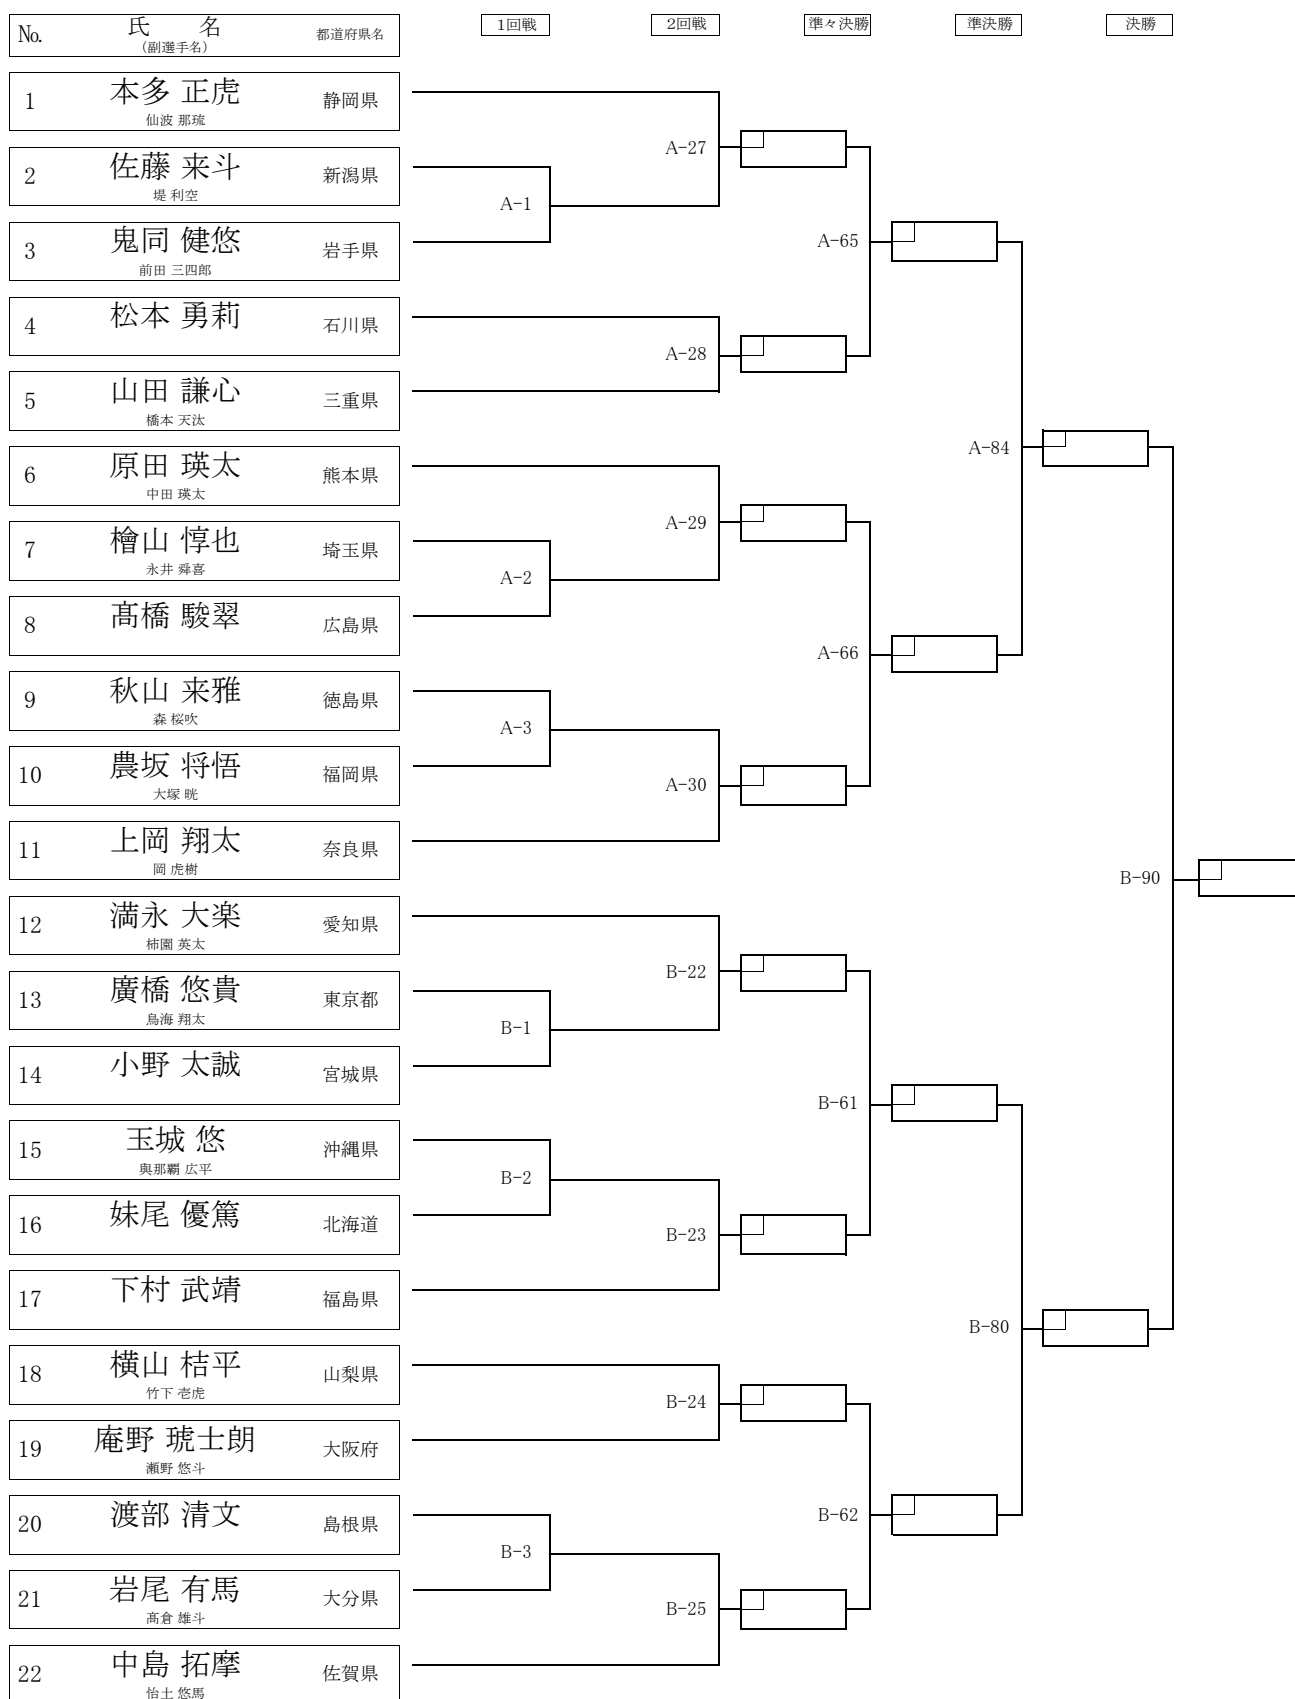 No. 氏 名 都道府県名 1回戦 2回戦 準々決勝 準決勝 決勝
(副選手名)
1 本多 正虎 静岡県
仙波 那琉
A-27
2 佐藤 来斗 新潟県
堤 利空
A-1
3 鬼同 健悠 岩手県
前田 三四郎
A-65
4 松本 勇莉 石川県
A-28
5 山田 謙心 三重県
橋本 天汰
A-84
6 原田 瑛太 熊本県
中田 瑛太
A-29
7 檜山 惇也 埼玉県
永井 舜喜
A-2
8 髙橋 駿翠 広島県
A-66
9 秋山 来雅 徳島県
森 桜吹
A-3
10 農坂 将悟 福岡県
大塚 晄
A-30
11 上岡 翔太 奈良県
岡 虎樹
B-90
12 満永 大楽 愛知県
柿園 英太
B-22
13 廣橋 悠貴 東京都
鳥海 翔太
B-1
14 小野 太誠 宮城県
B-61
15 玉城 悠 沖縄県
與那覇 広平
B-2
16 妹尾 優篤 北海道
B-23
17 下村 武靖 福島県
B-80
18 横山 桔平 山梨県
竹下 壱虎
B-24
19 庵野 琥士朗 大阪府
瀬野 悠斗
20 渡部 清文 島根県
B-62
B-3
21 岩尾 有馬 大分県
髙倉 雄斗
B-25
22 中島 拓摩 佐賀県
怡土 悠馬